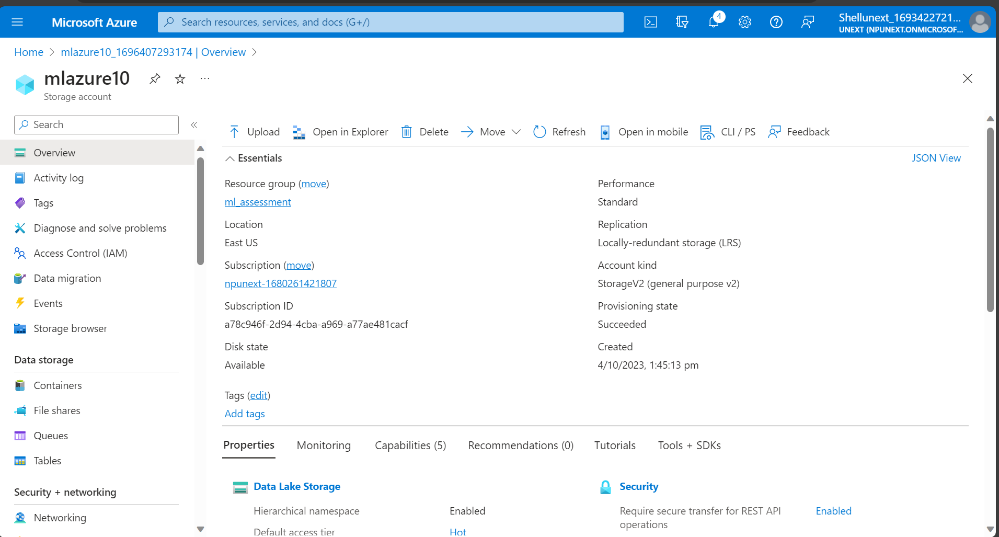 Microsoft Azure
Search resources, services, and docs (G+/)
4
Shellunext_1693422721...
UNEXT (NPUNEXT.ONMICROSOF...
Home > mlazure10_1696407293174 | Overview >
mlazure10
...
Storage account
Search
«
Overview
Activity log
Tags
Diagnose and solve problems
Access Control (IAM)
Data migration
Events
Storage browser
Data storage
Containers
File shares
Queues
Tables
Security + networking
Networking
Upload
Open in Explorer
Delete
Move
Refresh
Open in mobile
CLI / PS
Feedback
Essentials
JSON View
Resource group (move)
ml_assessment
Location
East US
Subscription (move)
npunext-1680261421807
Subscription ID
a78c946f-2d94-4cba-a969-a77ae481cacf
Disk state
Available
Performance
Standard
Replication
Locally-redundant storage (LRS)
Account kind
StorageV2 (general purpose v2)
Provisioning state
Succeeded
Created
4/10/2023, 1:45:13 pm
Tags (edit)
Add tags
Properties
Monitoring
Capabilities (5)
Recommendations (0)
Tutorials
Tools + SDKs
Data Lake Storage
Hierarchical namespace
Enabled
Default access tier
Hot
Security
Require secure transfer for REST API
operations
Enabled